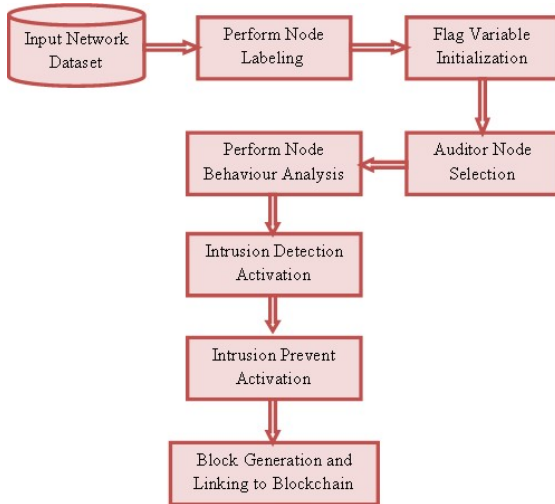 Input Network
Dataset
Perform Node
Labeling
Flag Variable
Initialization
Auditor Node
Selection
Perform Node
Behaviour Analysis
Intrusion Detection
Activation
Intrusion Prevent
Activation
Block Generation and
Linking to Blockchain